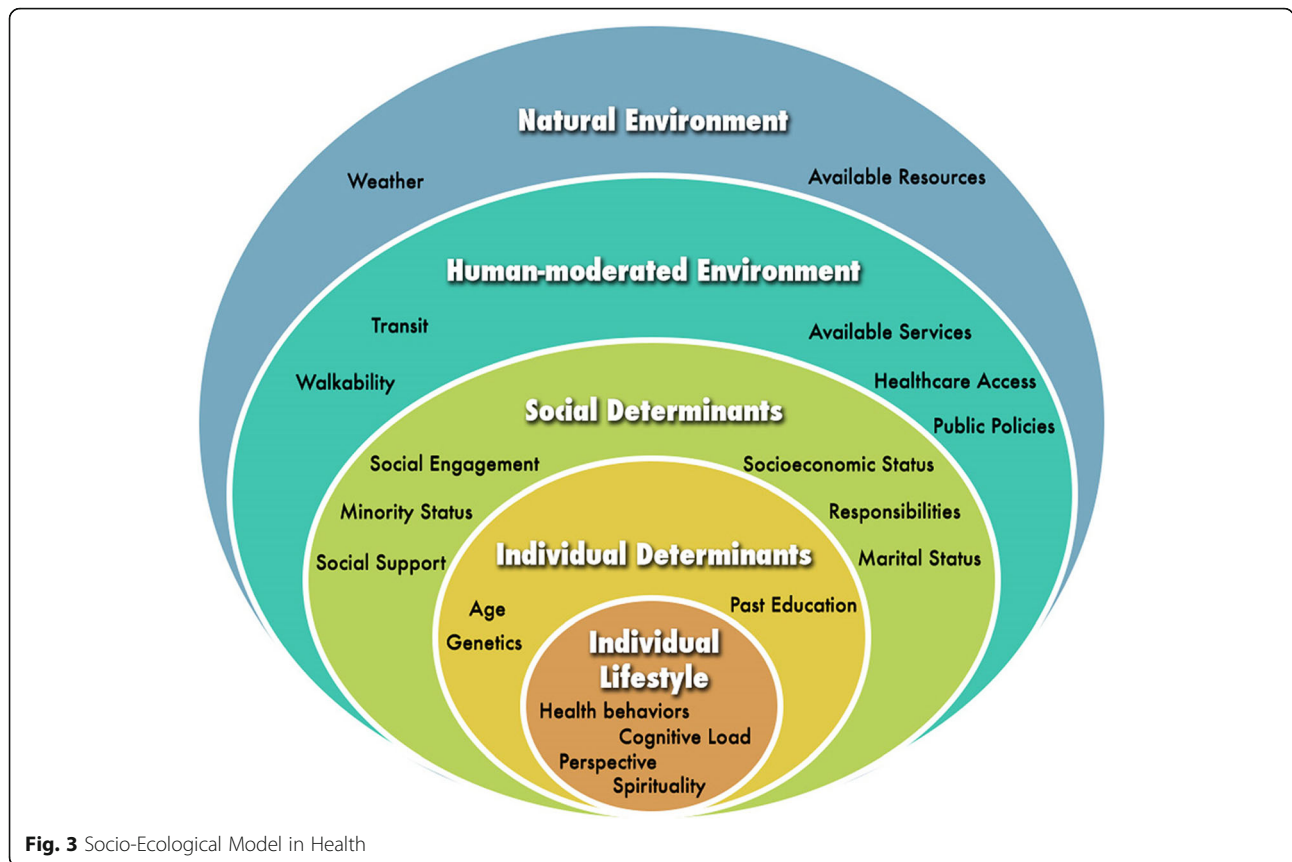 Natural Environment
Weather
Available Resources
Human-moderated Environment
Transit
Available Services
Walkability
Healthcare Access
Public Policies
Social Determinants
Social Engagement
Socioeconomic Status
Minority Status
Responsibilities
Social Support
Marital Status
Individual Determinants
Age
Past Education
Genetics
Individual
Lifestyle
Health behaviors
Cognitive Load
Perspective
Spirituality
Fig. 3 Socio-Ecological Model in Health